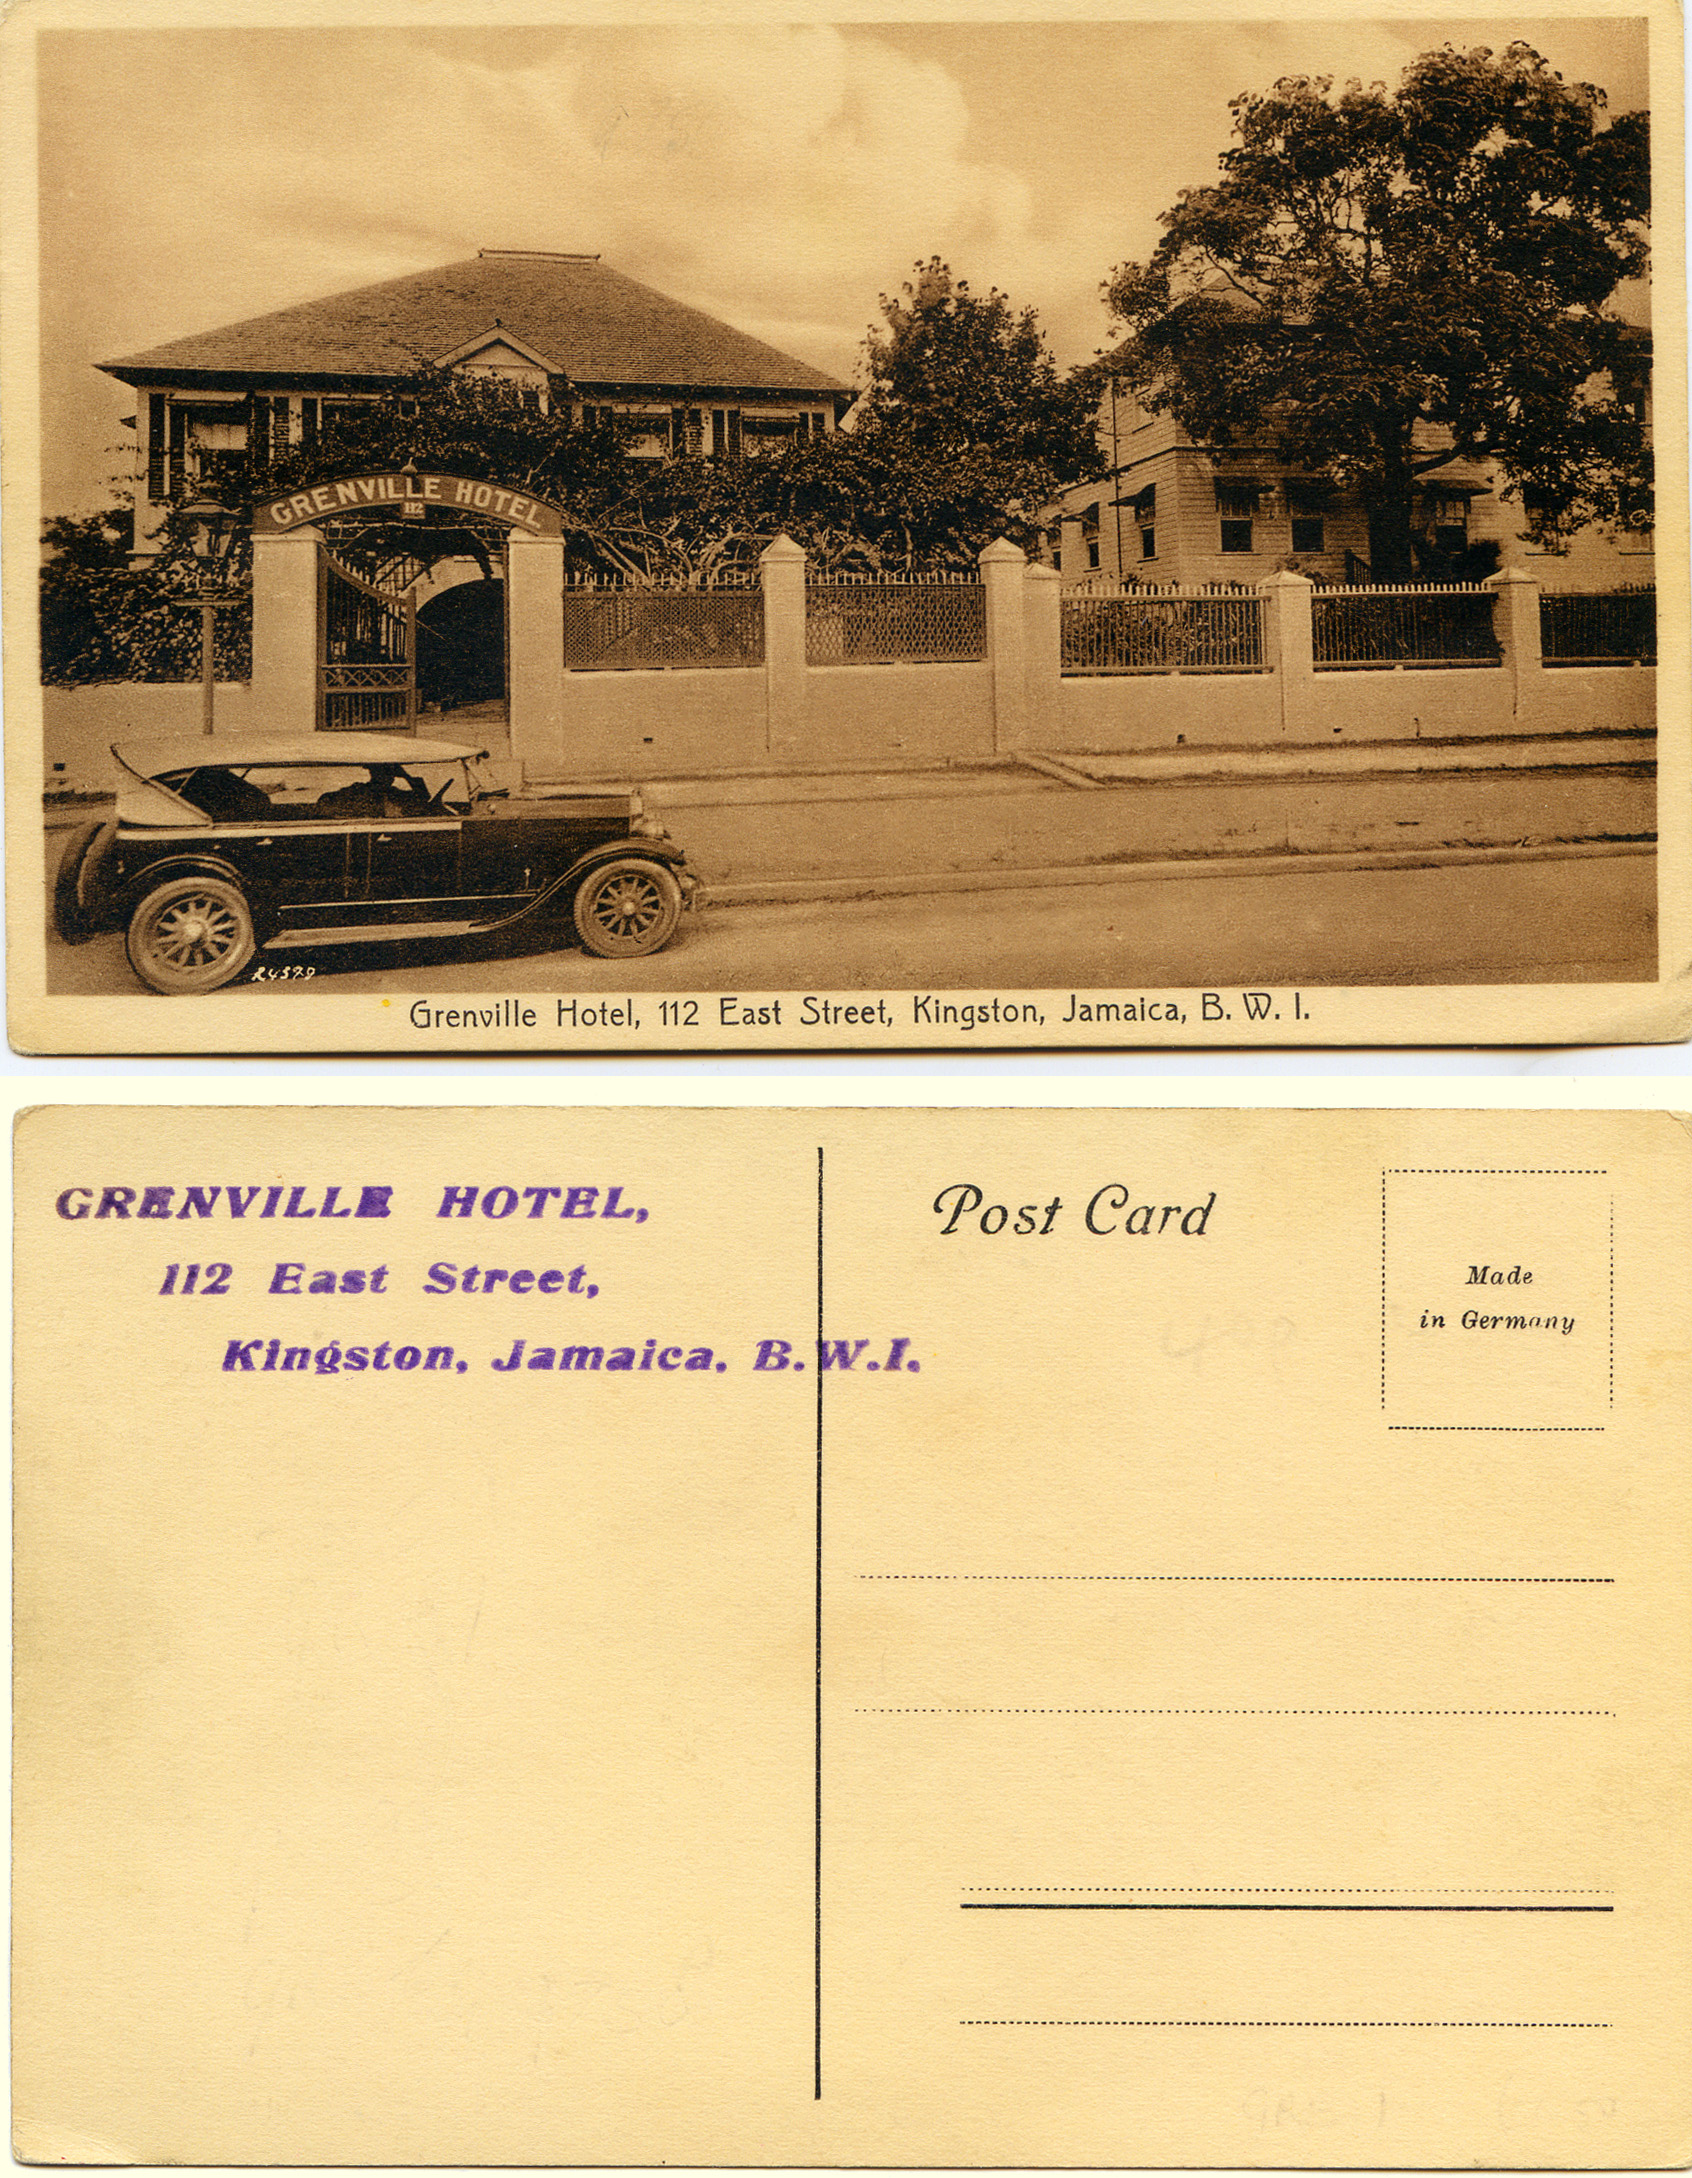 GRENVILLE HOTEL
112
Grenville Hotel, 112 East Street, Kingston, Jamaica, B. W. I.
GRENVILLE HOTEL,
112 East Street,
Kingston, Jamaica. B.W.I.
Post Card
Made
in Germany